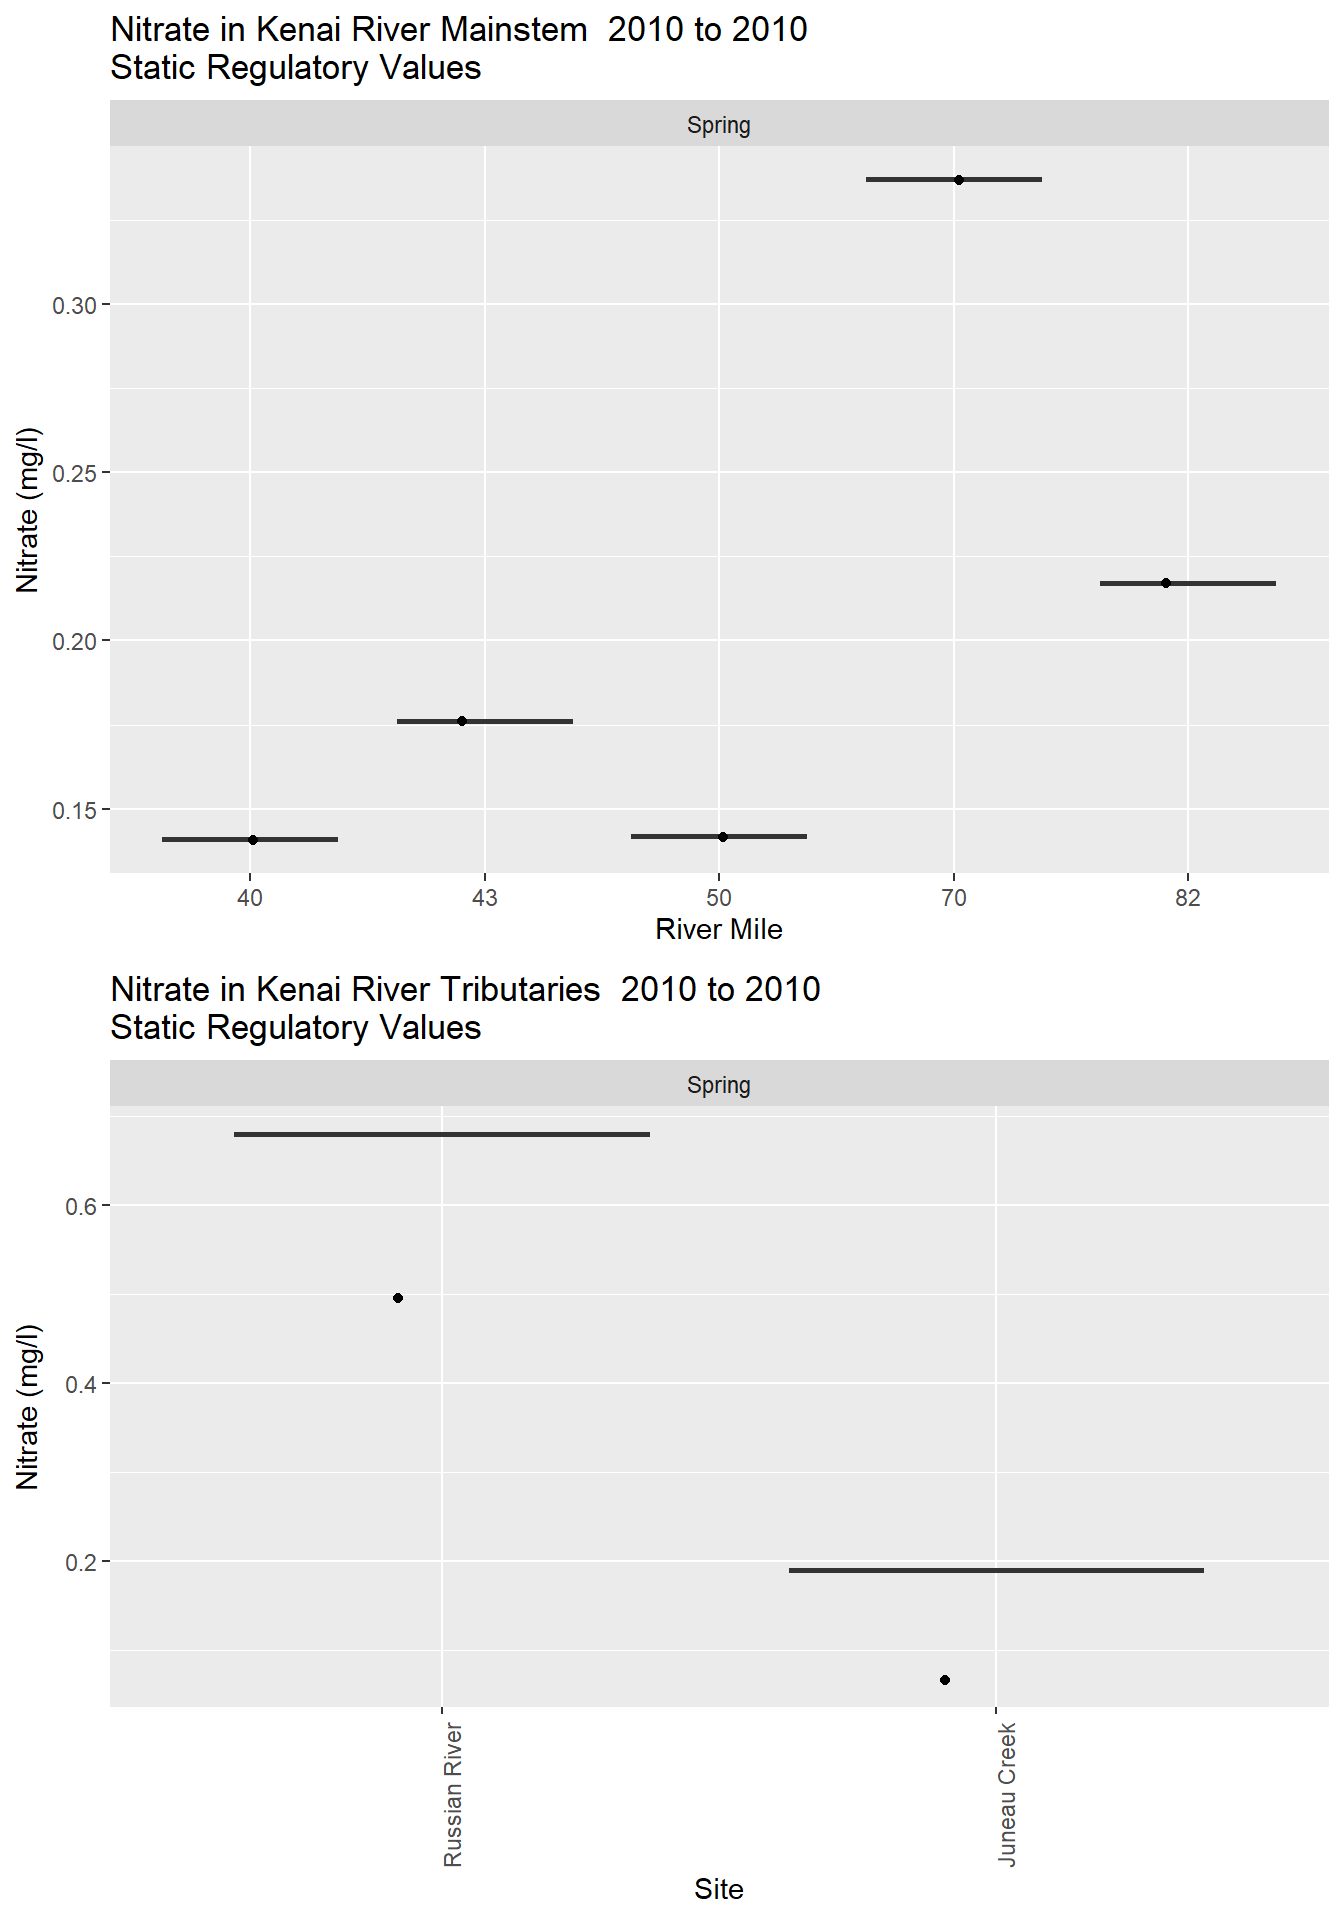 Nitrate in Kenai River Mainstem  2010 to 2010
Static Regulatory Values
Spring
Nitrate (mg/l)
0.30
0.25
0.20
0.15
40 43 50 70 82
River Mile
Nitrate in Kenai River Tributaries  2010 to 2010
Static Regulatory Values
Spring
Nitrate (mg/l)
0.6
0.4
0.2
Russian River
Juneau Creek
Site